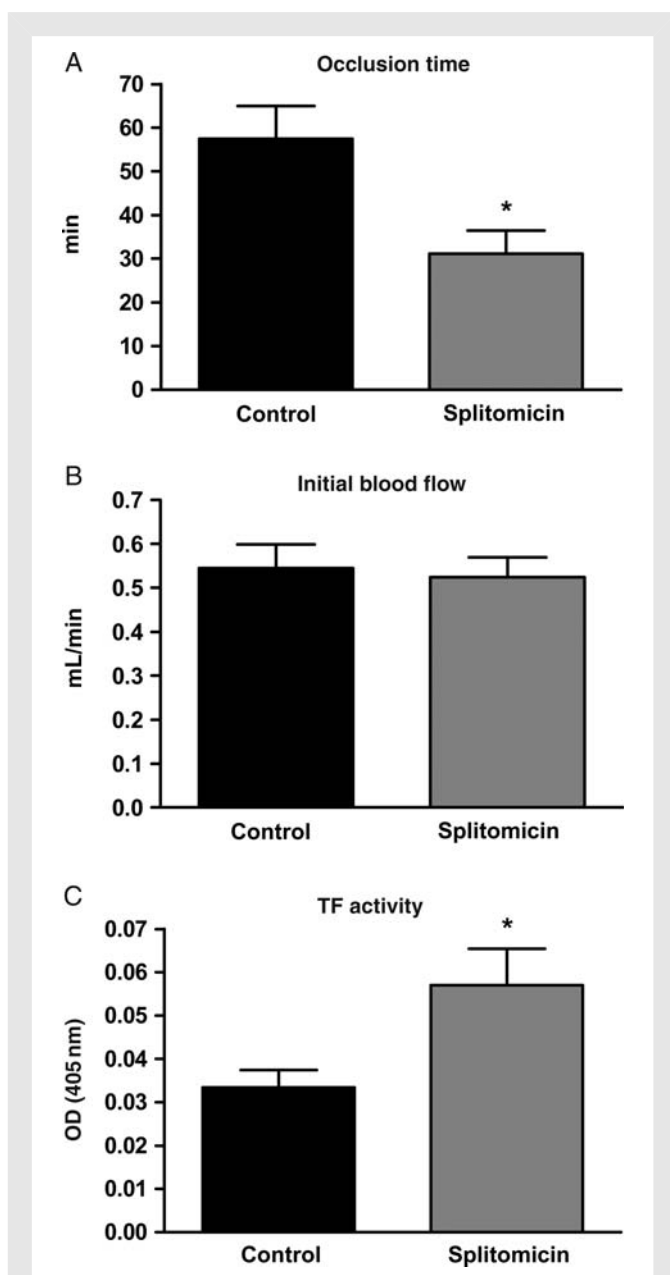 A
Occlusion time
70
60
50
40
30
20
10
0
min
*
Control Splitomicin
B
Initial blood flow
0.7
0.6
0.5
0.4
0.3
0.2
0.1
0.0
mL/min
Control Splitomicin
C
TF activity
0.07
0.06
0.05
0.04
0.03
0.02
0.01
0.00
OD (405 nm)
*
Control Splitomicin